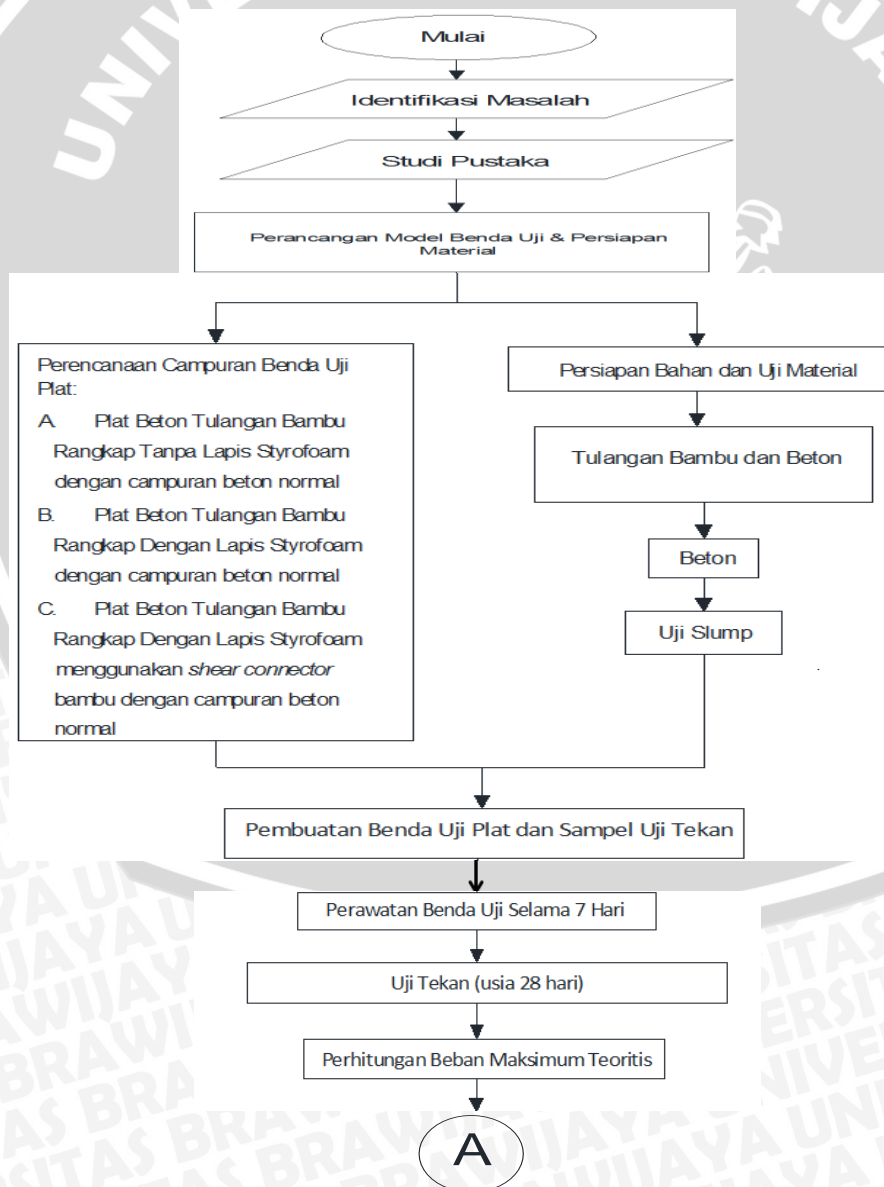 Mulai
Identifikasi Masalah
Studi Pustaka
Perancangan Model Benda Uji & Persiapan
Material
Perencanaan Campuran Benda Uji
Plat:
A. Plat Beton Tulangan Bambu
Rangkap Tanpa Lapis Styrofoam
dengan campuran beton normal
B. Plat Beton Tulangan Bambu
Rangkap Dengan Lapis Styrofoam
dengan campuran beton normal
C. Plat Beton Tulangan Bambu
Rangkap Dengan Lapis Styrofoam
menggunakan shear connector
bambu dengan campuran beton
normal
Persiapan Bahan dan Uji Material
Tulangan Bambu dan Beton
Beton
Uji Slump
Pembuatan Benda Uji Plat dan Sampel Uji Tekan
Perawatan Benda Uji Selama 7 Hari
Uji Tekan (usia 28 hari)
Perhitungan Beban Maksimum Teoritis
A